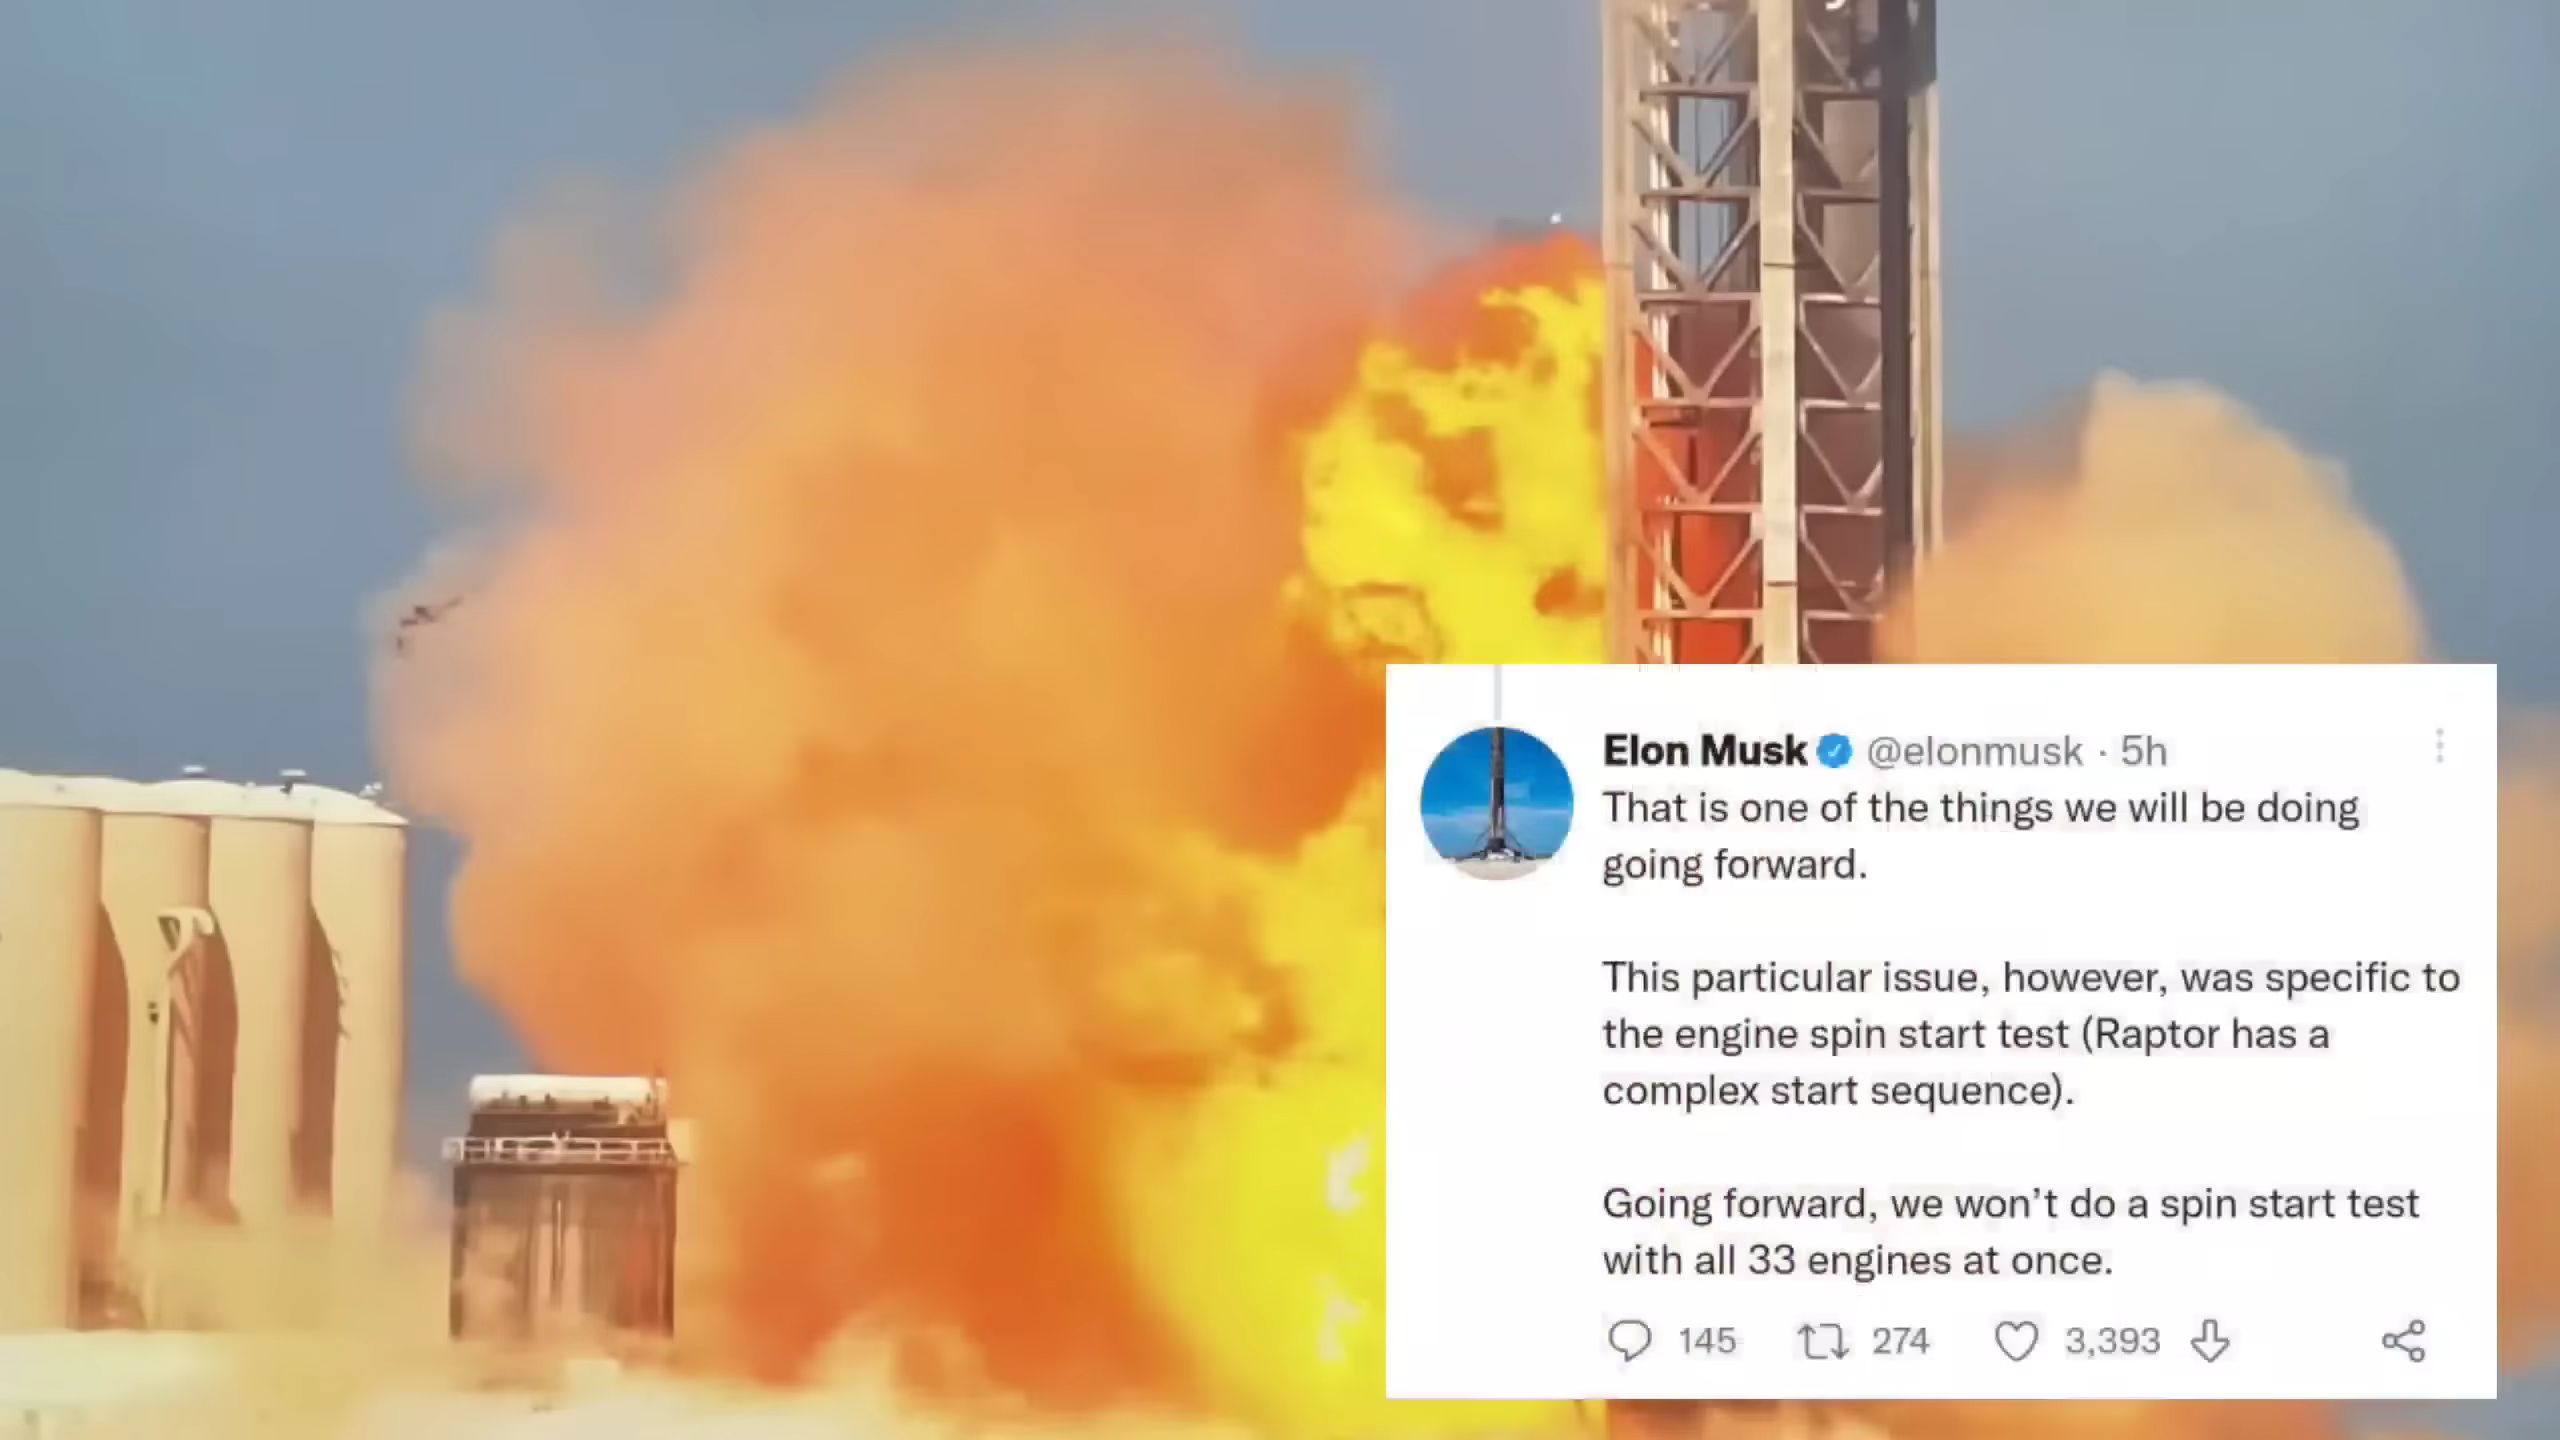 Elon Musk @elonmusk · 5h
That is one of the things we will be doing
going forward.
This particular issue, however, was specific to
the engine spin start test (Raptor has a
complex start sequence).
Going forward, we won't do a spin start test
with all 33 engines at once.
145 274 3,393